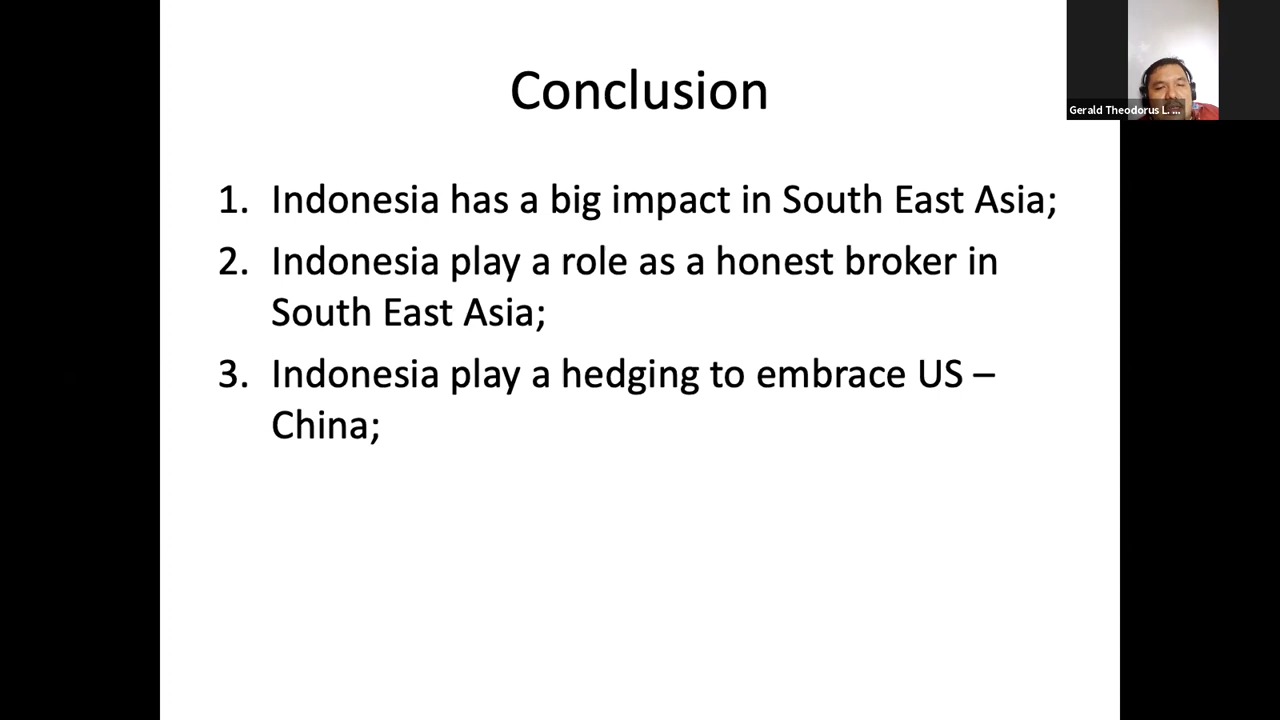 Conclusion
Gerald Theodorus L. ...
1. Indonesia has a big impact in South East Asia;
2. Indonesia play a role as a honest broker in
South East Asia;
3. Indonesia play a hedging to embrace US –
China;